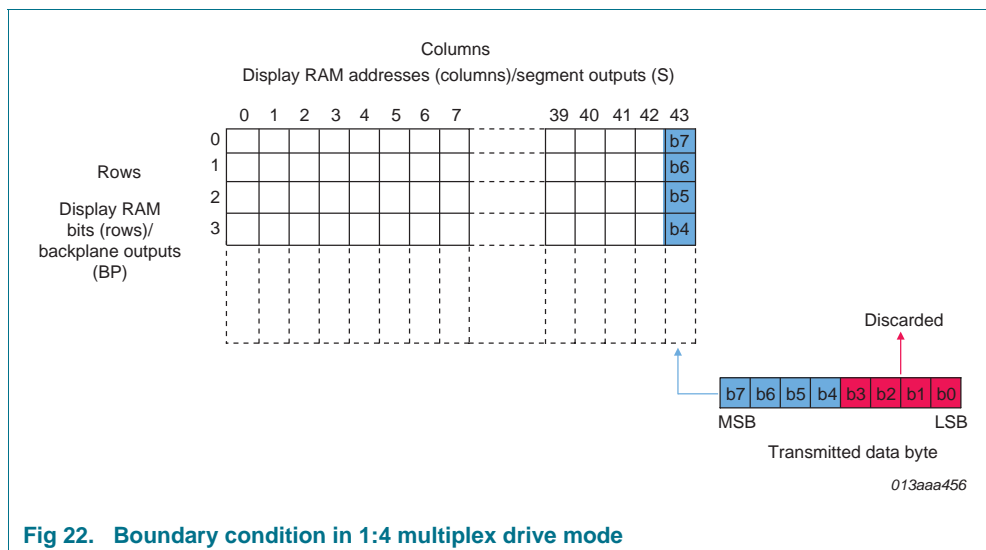 Columns
Display RAM addresses (columns)/segment outputs (S)
0 1 2 3 4 5 6 7 39 40 41 42 43
0 b7
1 b6
2 b5
3 b4
Rows
Display RAM
bits (rows)/
backplane outputs
(BP)
Discarded
b7 b6 b5 b4 b3 b2 b1 b0
MSB LSB
Transmitted data byte
013aaa456
Fig 22. Boundary condition in 1:4 multiplex drive mode